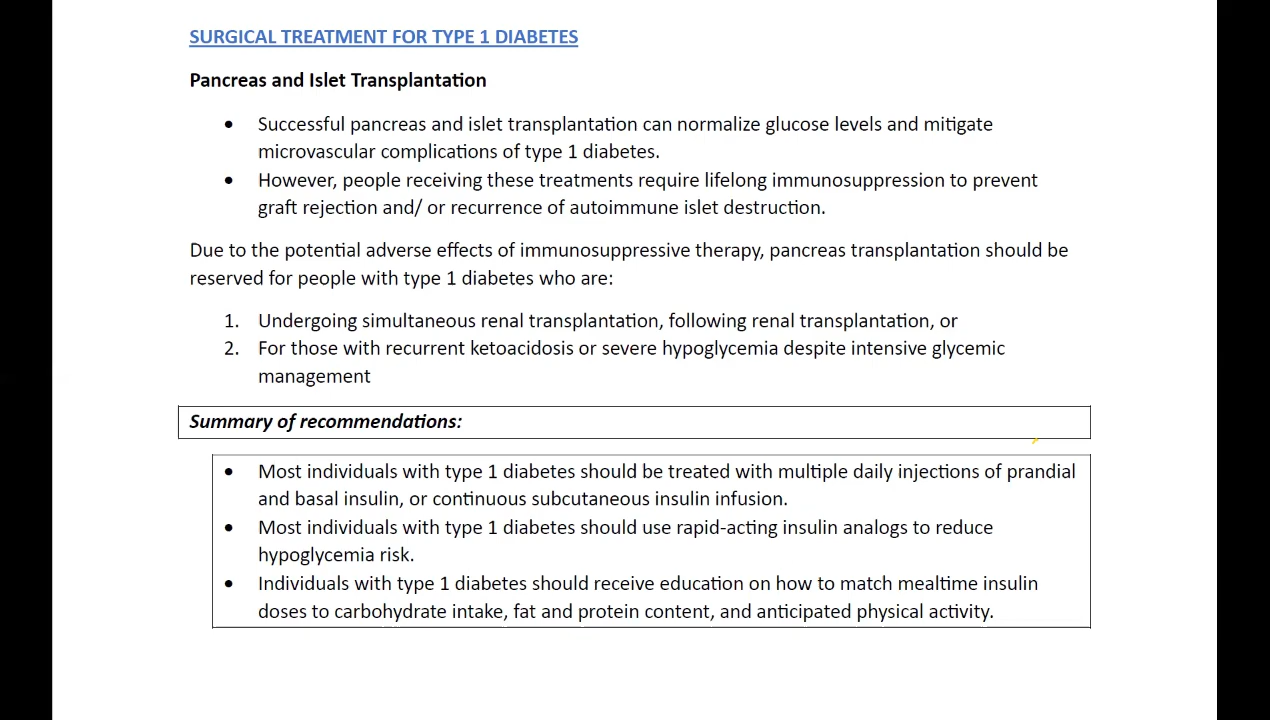 SURGICAL TREATMENT FOR TYPE 1 DIABETES
Pancreas and Islet Transplantation
• Successful pancreas and islet transplantation can normalize glucose levels and mitigate
microvascular complications of type 1 diabetes.
• However, people receiving these treatments require lifelong immunosuppression to prevent
graft rejection and/ or recurrence of autoimmune islet destruction.
Due to the potential adverse effects of immunosuppressive therapy, pancreas transplantation should be
reserved for people with type 1 diabetes who are:
1. Undergoing simultaneous renal transplantation, following renal transplantation, or
2. For those with recurrent ketoacidosis or severe hypoglycemia despite intensive glycemic
management
Summary of recommendations:
• Most individuals with type 1 diabetes should be treated with multiple daily injections of prandial
and basal insulin, or continuous subcutaneous insulin infusion.
• Most individuals with type 1 diabetes should use rapid-acting insulin analogs to reduce
hypoglycemia risk.
• Individuals with type 1 diabetes should receive education on how to match mealtime insulin
doses to carbohydrate intake, fat and protein content, and anticipated physical activity.